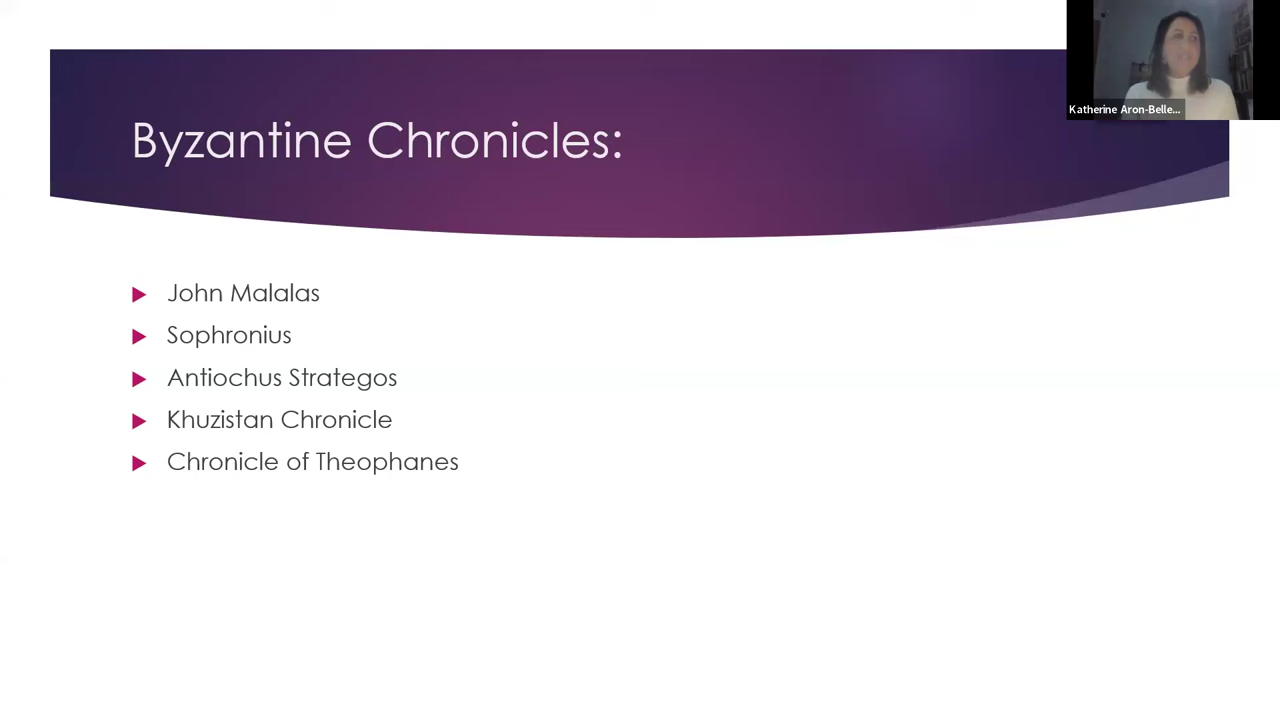 Katherine Aron-Belle...
Byzantine Chronicles:
John Malalas
Sophronius
Antiochus Strategos
Khuzistan Chronicle
Chronicle of Theophanes